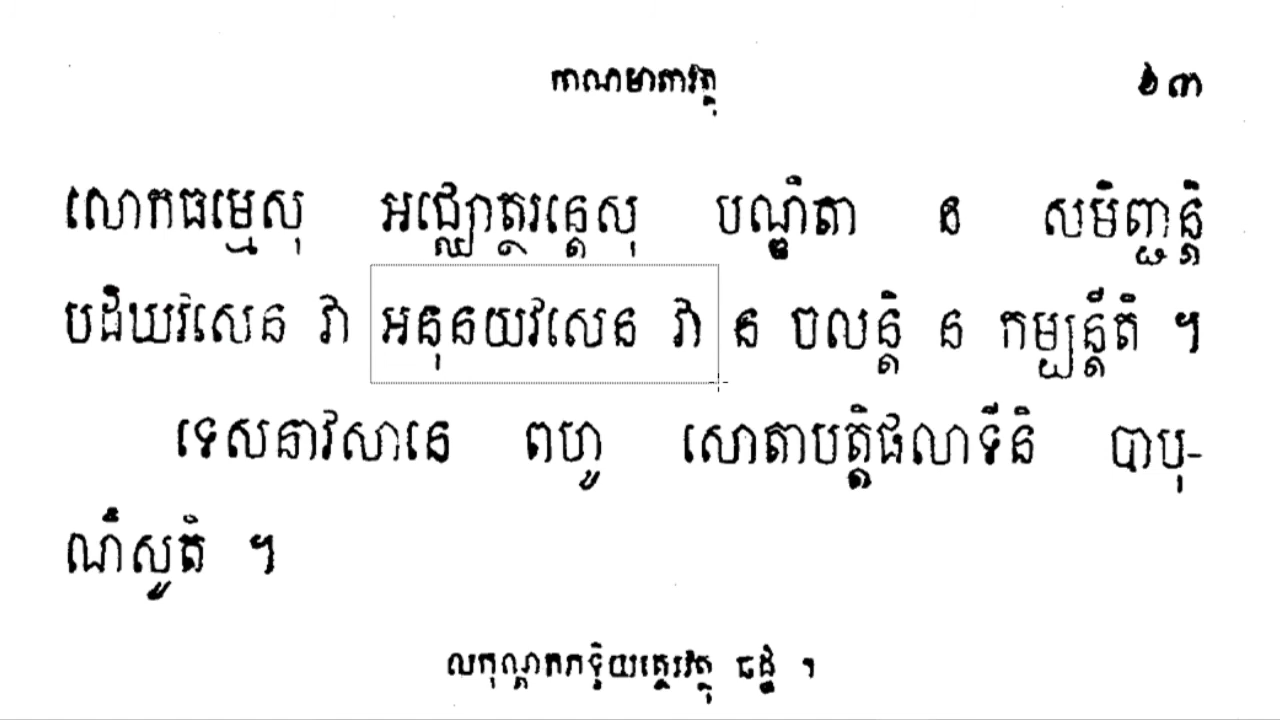 កាណមាតាវត្ថុ ៦៣
លោកធម្មេសុ អជ្ឈោត្ថរន្តេសុ បណ្ឌិតា ន សមិញ្ជន្តិ
បដិឃវសេន វា អនុនយវសេន វា ន ចលន្តិ ន កម្បន្តីតិ ។
ទេសនាវសានេ ពហូ សោតាបត្តិផលាទីនិ បាបុ-
ណឹសូតិ ។
លកុណ្ដកភទ្ទិយត្ថេរវត្ថុ ឆដ្ឋំ ។